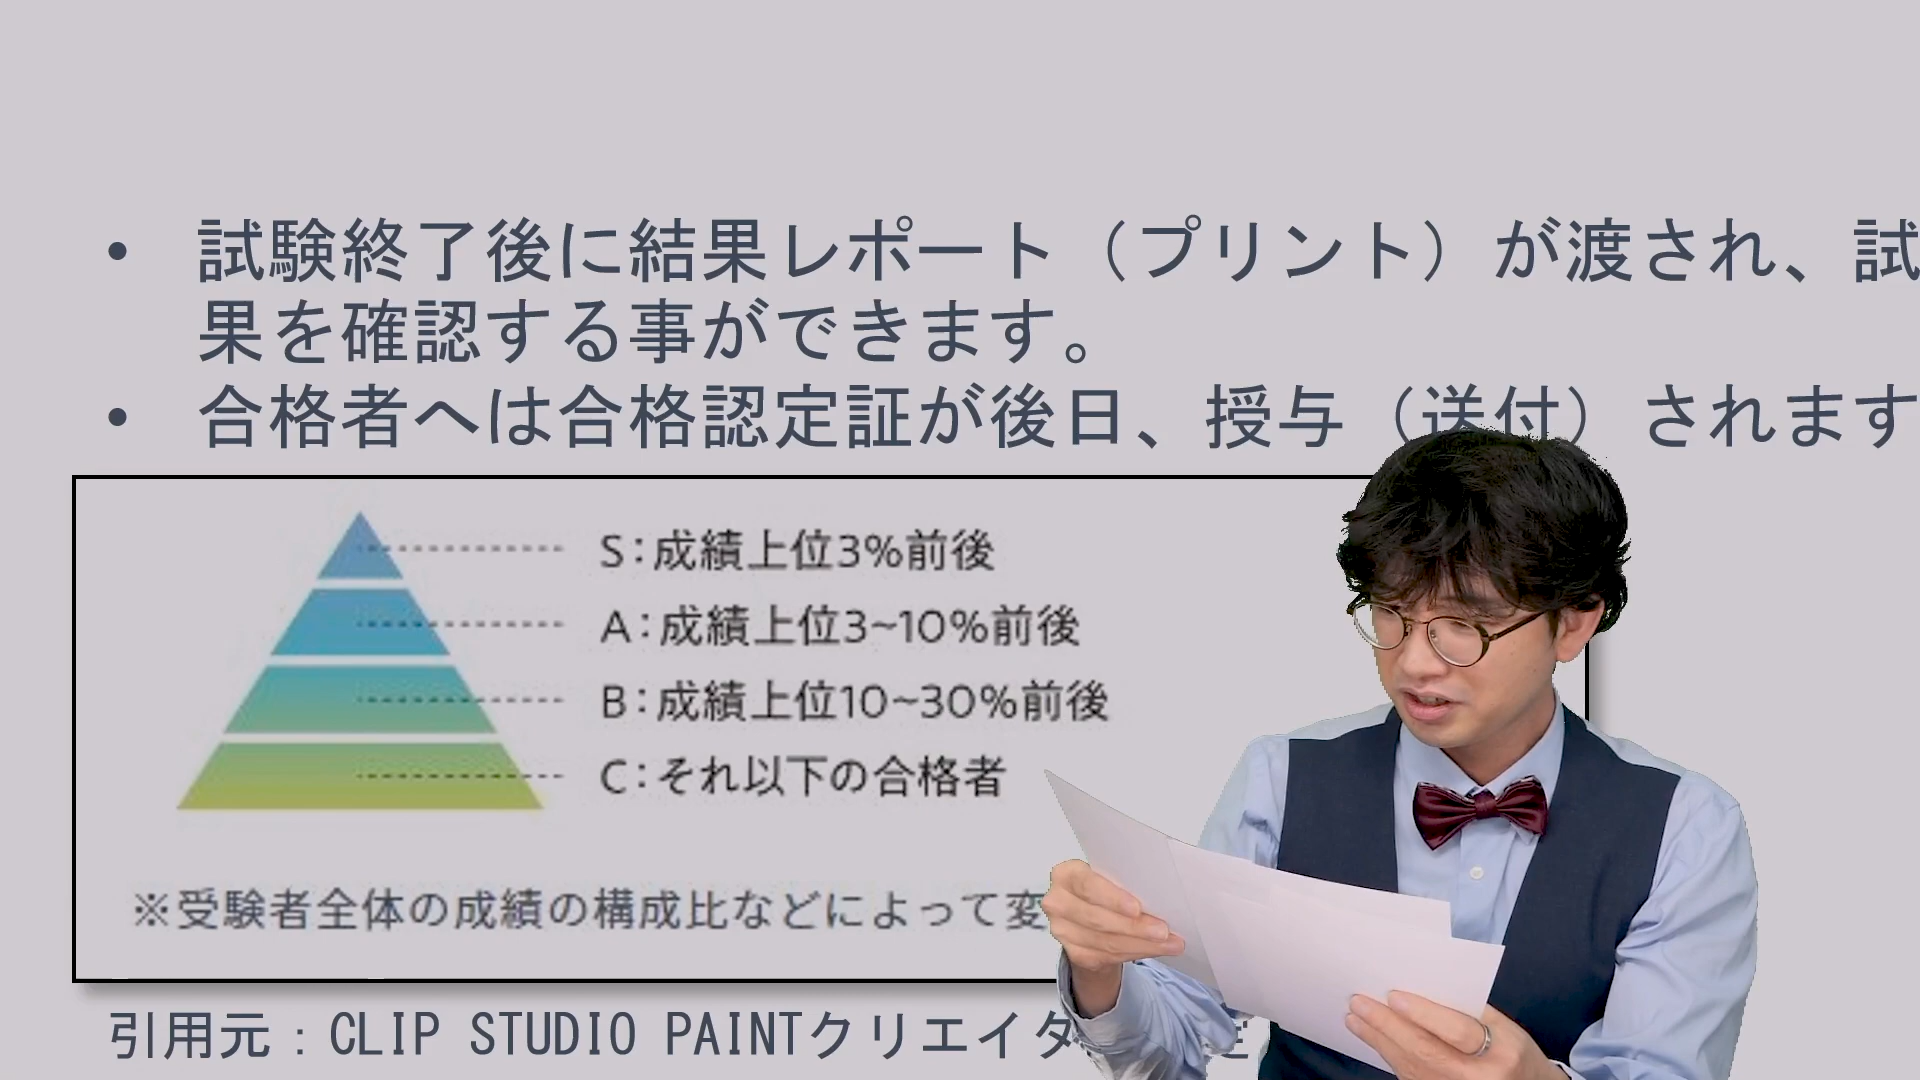 • 試験終了後に結果レポート（プリント）が渡され、試
果を確認する事ができます。
• 合格者へは合格認定証が後日、授与（送付）されます
S：成績上位3%前後
A：成績上位3~10%前後
B：成績上位10~30%前後
C：それ以下の合格者
※受験者全体の成績の構成比などによって変
引用元：CLIP STUDIO PAINTクリエイタ